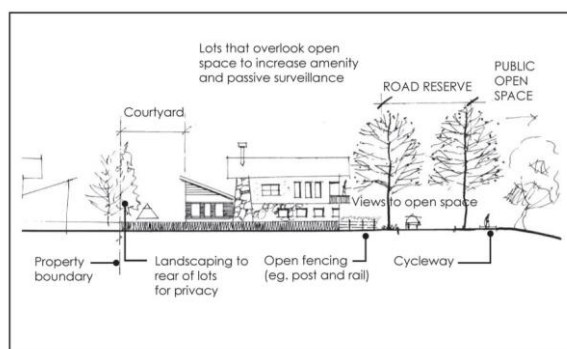 Lots that overlook open
space to increase amenity
and passive surveillance
PUBLIC
OPEN
SPACE
ROAD RESERVE
Courtyard
Views to open space
Property
boundary
Landscaping to
rear of lots
for privacy
Open fencing
(eg. post and rail)
Cycleway